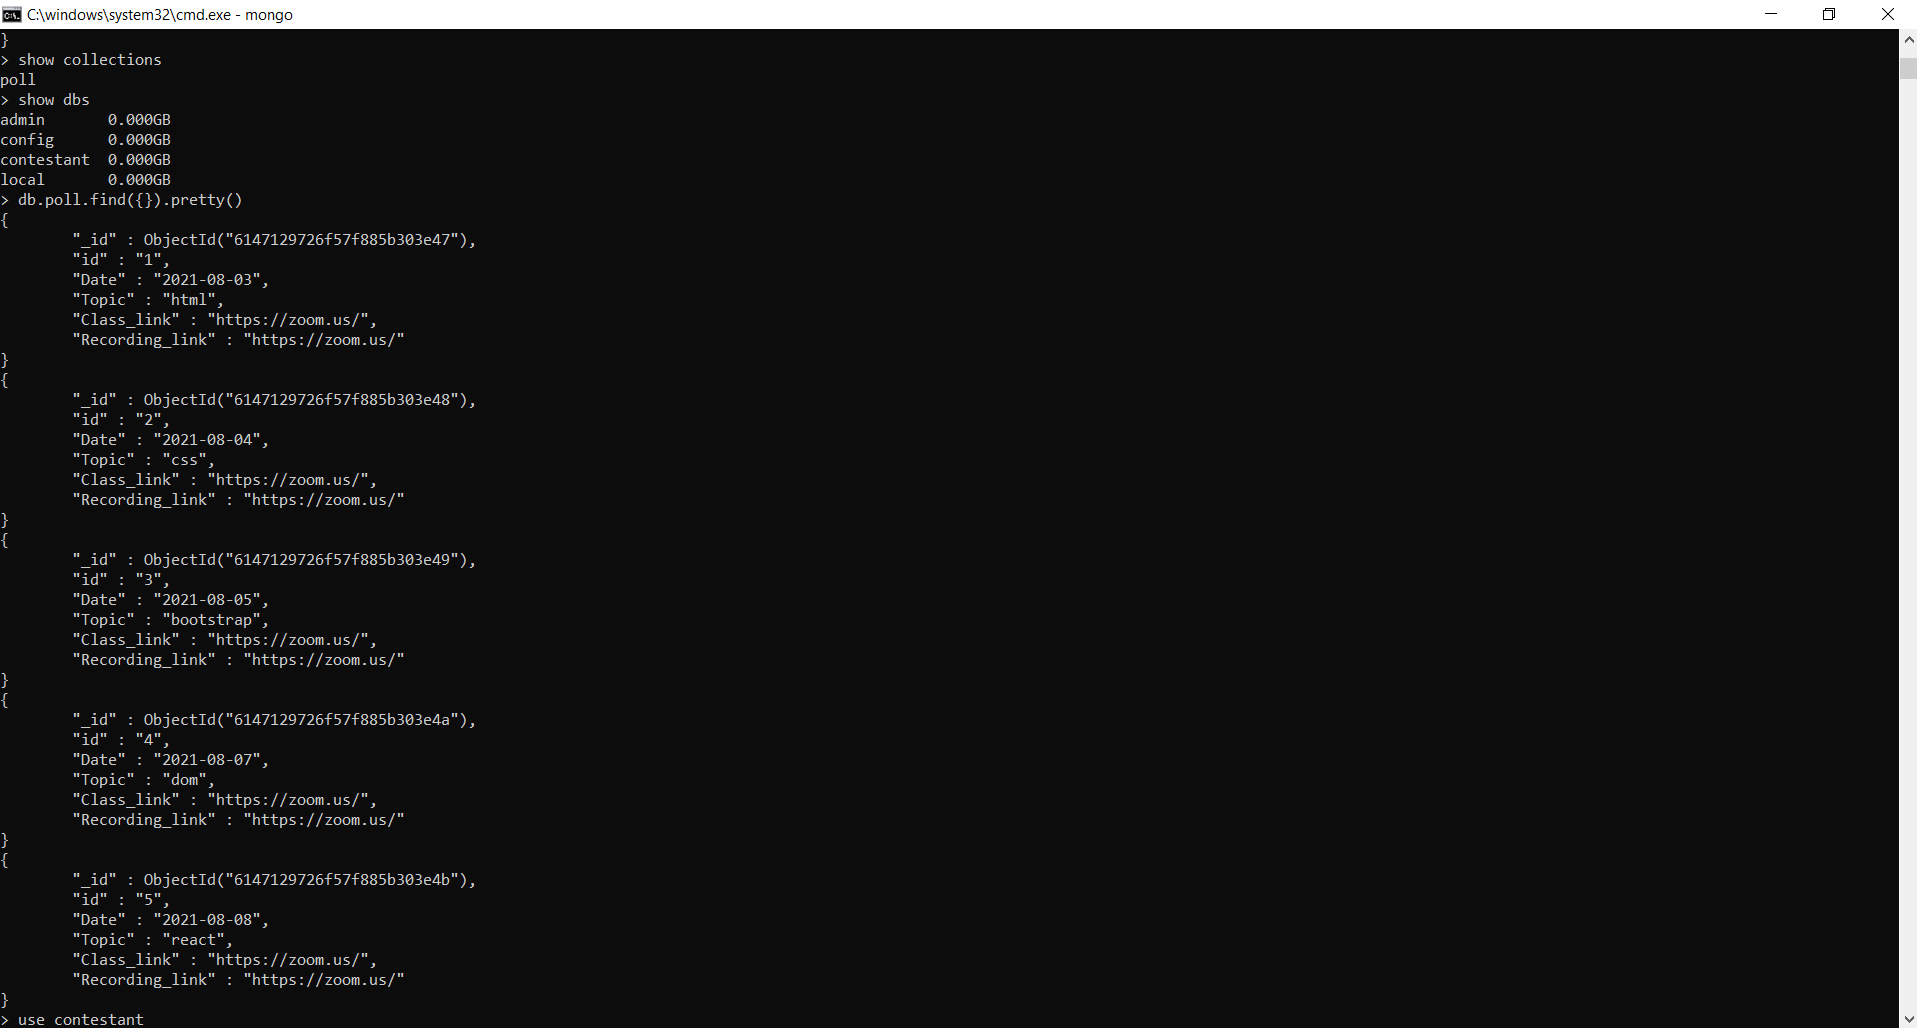 C:\windows\system32\cmd.exe - mongo
}
> show collections
poll
> show dbs
admin       0.000GB
config      0.000GB
contestant  0.000GB
local       0.000GB
> db.poll.find({}).pretty()
{
        "_id" : ObjectId("6147129726f57f885b303e47"),
        "id" : "1",
        "Date" : "2021-08-03",
        "Topic" : "html",
        "Class_link" : "https://zoom.us/",
        "Recording_link" : "https://zoom.us/"
}
{
        "_id" : ObjectId("6147129726f57f885b303e48"),
        "id" : "2",
        "Date" : "2021-08-04",
        "Topic" : "css",
        "Class_link" : "https://zoom.us/",
        "Recording_link" : "https://zoom.us/"
}
{
        "_id" : ObjectId("6147129726f57f885b303e49"),
        "id" : "3",
        "Date" : "2021-08-05",
        "Topic" : "bootstrap",
        "Class_link" : "https://zoom.us/",
        "Recording_link" : "https://zoom.us/"
}
{
        "_id" : ObjectId("6147129726f57f885b303e4a"),
        "id" : "4",
        "Date" : "2021-08-07",
        "Topic" : "dom",
        "Class_link" : "https://zoom.us/",
        "Recording_link" : "https://zoom.us/"
}
{
        "_id" : ObjectId("6147129726f57f885b303e4b"),
        "id" : "5",
        "Date" : "2021-08-08",
        "Topic" : "react",
        "Class_link" : "https://zoom.us/",
        "Recording_link" : "https://zoom.us/"
}
> use contestant